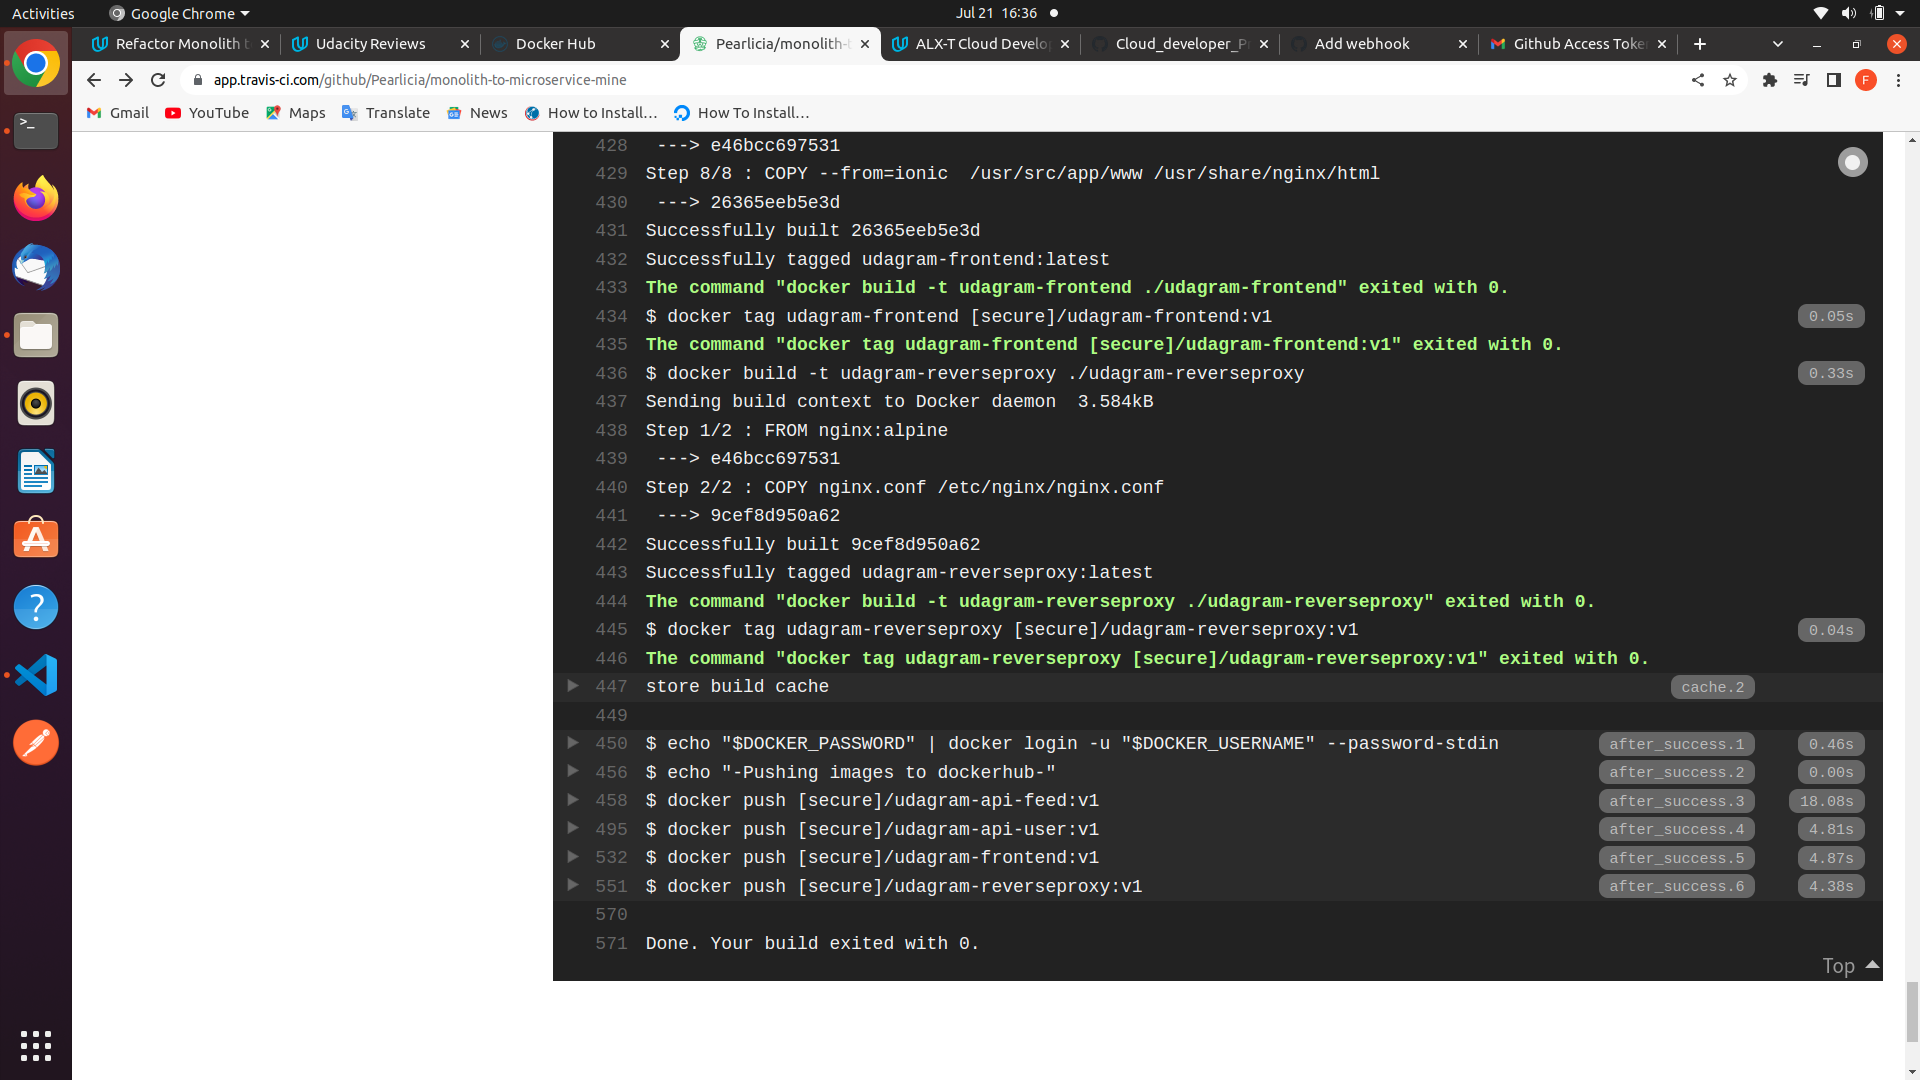 Activities
Google Chrome
Jul 21 16:36
Refactor Monolith t
Udacity Reviews
Docker Hub
Pearlicia/monolith-t
ALX-T Cloud Develo
Cloud_developer_P
Add webhook
Github Access Toke
app.travis-ci.com/github/Pearlicia/monolith-to-microservice-mine
F
Gmail
YouTube
Maps
Translate
News
How to Install…
How To Install…
428 ---> e46bcc697531
429 Step 8/8 : COPY --from=ionic  /usr/src/app/www /usr/share/nginx/html
430 ---> 26365eeb5e3d
431 Successfully built 26365eeb5e3d
432 Successfully tagged udagram-frontend:latest
433 The command "docker build -t udagram-frontend ./udagram-frontend" exited with 0.
434 $ docker tag udagram-frontend [secure]/udagram-frontend:v1 0.05s
435 The command "docker tag udagram-frontend [secure]/udagram-frontend:v1" exited with 0.
436 $ docker build -t udagram-reverseproxy ./udagram-reverseproxy 0.33s
437 Sending build context to Docker daemon  3.584kB
438 Step 1/2 : FROM nginx:alpine
439 ---> e46bcc697531
440 Step 2/2 : COPY nginx.conf /etc/nginx/nginx.conf
441 ---> 9cef8d950a62
442 Successfully built 9cef8d950a62
443 Successfully tagged udagram-reverseproxy:latest
444 The command "docker build -t udagram-reverseproxy ./udagram-reverseproxy" exited with 0.
445 $ docker tag udagram-reverseproxy [secure]/udagram-reverseproxy:v1 0.04s
446 The command "docker tag udagram-reverseproxy [secure]/udagram-reverseproxy:v1" exited with 0.
447 store build cache cache.2
449
450 $ echo "$DOCKER_PASSWORD" | docker login -u "$DOCKER_USERNAME" --password-stdin after_success.1 0.46s
456 $ echo "-Pushing images to dockerhub-" after_success.2 0.00s
458 $ docker push [secure]/udagram-api-feed:v1 after_success.3 18.08s
495 $ docker push [secure]/udagram-api-user:v1 after_success.4 4.81s
532 $ docker push [secure]/udagram-frontend:v1 after_success.5 4.87s
551 $ docker push [secure]/udagram-reverseproxy:v1 after_success.6 4.38s
570
571 Done. Your build exited with 0.
Top